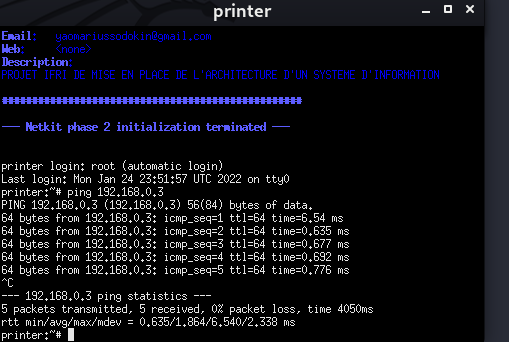 printer
Email: yaomariussodokin@gmail.com
Web: <none>
Description:
PROJET IFRI DE MISE EN PLACE DE L'ARCHITECTURE D'UN SYSTEME D'INFORMATION
**************************************************
--- Netkit phase 2 initialization terminated ---
printer login: root (automatic login)
Last login: Mon Jan 24 23:51:57 UTC 2022 on tty0
printer:~# ping 192.168.0.3
PING 192.168.0.3 (192.168.0.3) 56(84) bytes of data.
64 bytes from 192.168.0.3: icmp_seq=1 ttl=64 time=6.54 ms
64 bytes from 192.168.0.3: icmp_seq=2 ttl=64 time=0.635 ms
64 bytes from 192.168.0.3: icmp_seq=3 ttl=64 time=0.677 ms
64 bytes from 192.168.0.3: icmp_seq=4 ttl=64 time=0.692 ms
64 bytes from 192.168.0.3: icmp_seq=5 ttl=64 time=0.776 ms
^C
--- 192.168.0.3 ping statistics ---
5 packets transmitted, 5 received, 0% packet loss, time 4050ms
rtt min/avg/max/mdev = 0.635/1.864/6.540/2.338 ms
printer:~#